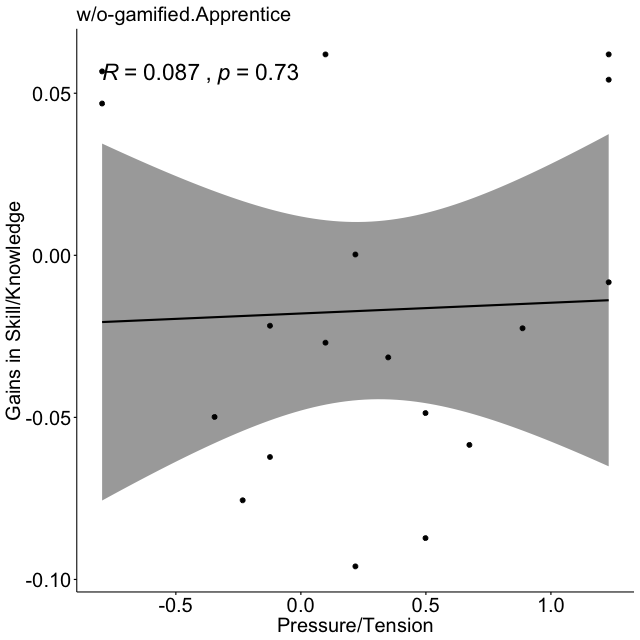 w/o-gamified.Apprentice
R = 0.087 , p = 0.73
0.05
0.00
-0.05
-0.10
Gains in Skill/Knowledge
-0.5 0.0 0.5 1.0
Pressure/Tension